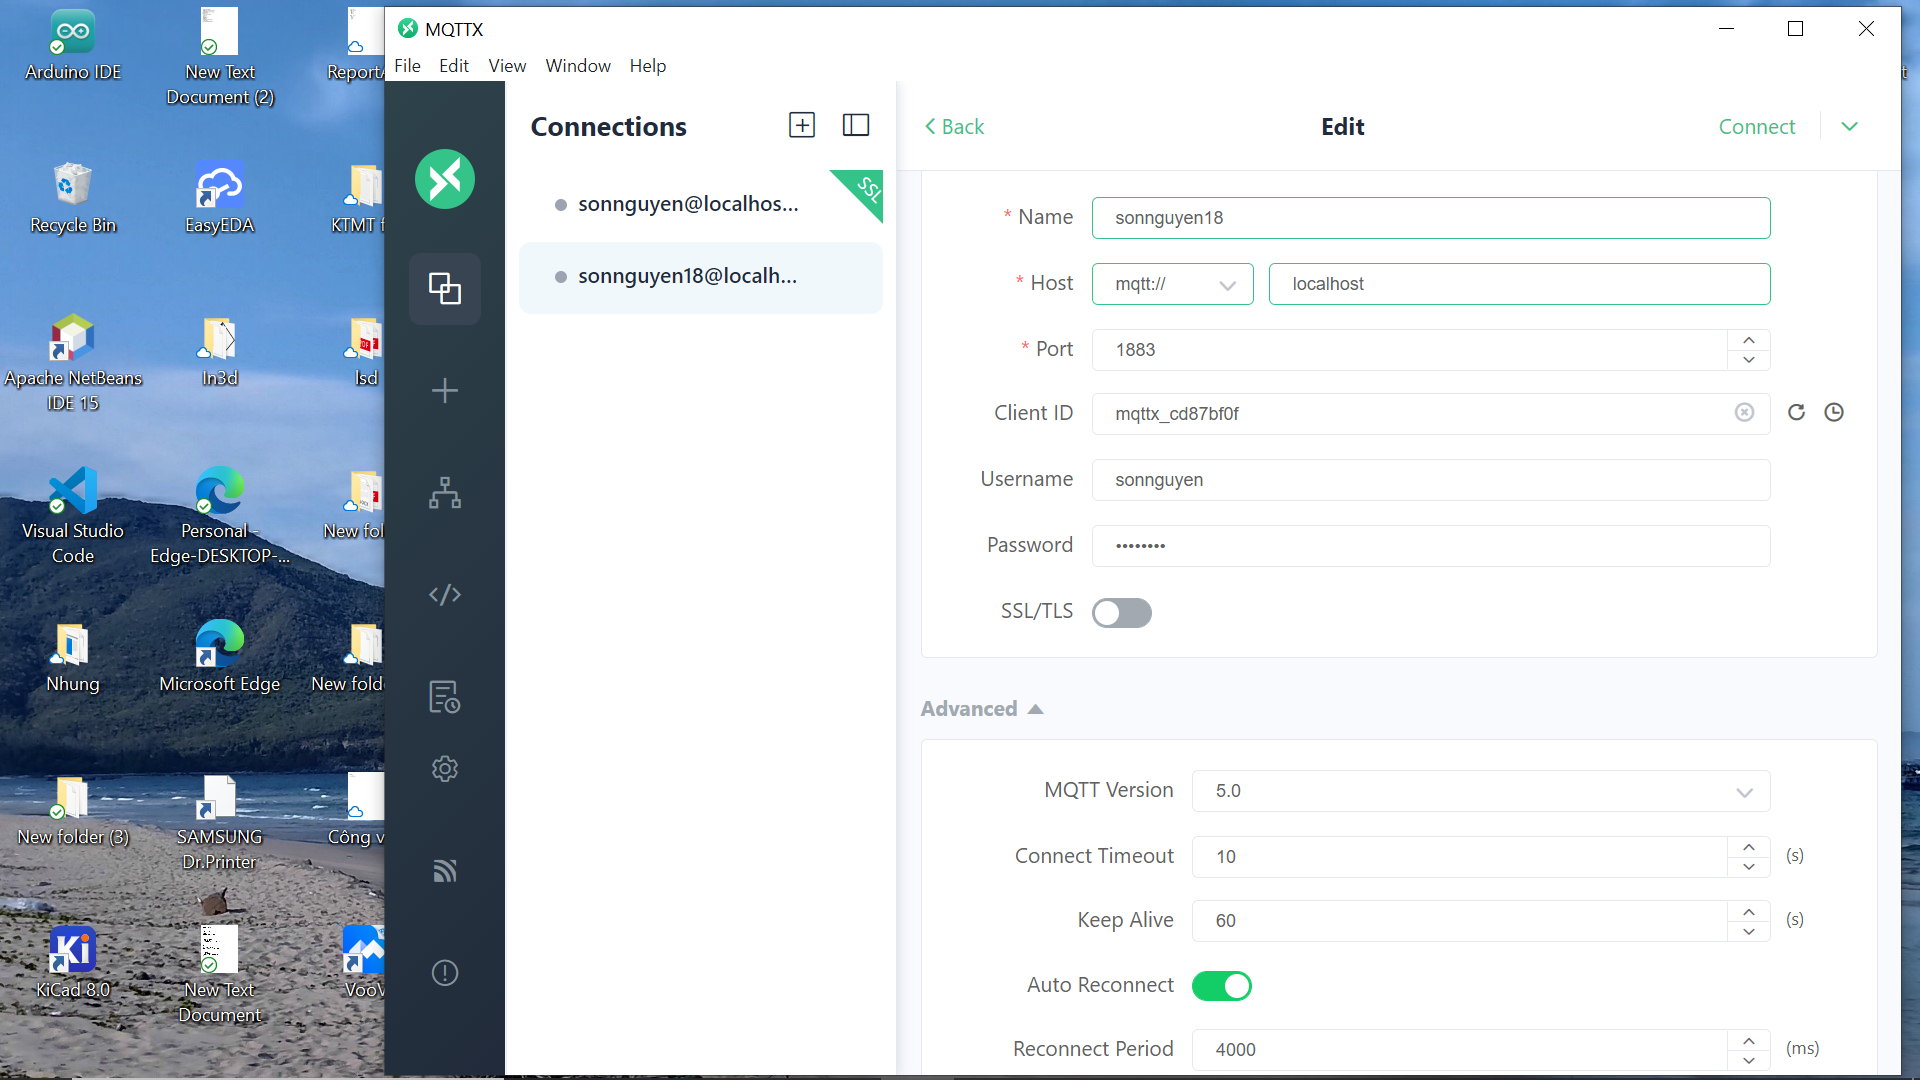 MQTTX
File Edit View Window Help
Connections
Back
Edit
Connect
sonnguyen@localhos...
SSL
sonnguyen18@localh...
* Name
sonnguyen18
* Host
mqtt://
localhost
* Port
1883
Client ID
mqttx_cd87bf0f
Username
sonnguyen
Password
••••••••
SSL/TLS
Advanced
MQTT Version
5.0
Connect Timeout
10
(s)
Keep Alive
60
(s)
Auto Reconnect
Reconnect Period
4000
(ms)
Arduino IDE
New Text
Document (2)
Recycle Bin
EasyEDA
KTMT
Apache NetBeans
IDE 15
In3d
lsd
Visual Studio
Code
Personal -
Edge-DESKTOP-...
New fol
Nhung
Microsoft Edge
New fold
New folder (3)
SAMSUNG
Dr.Printer
Công v
KiCad 8.0
New Text
Document
VooV